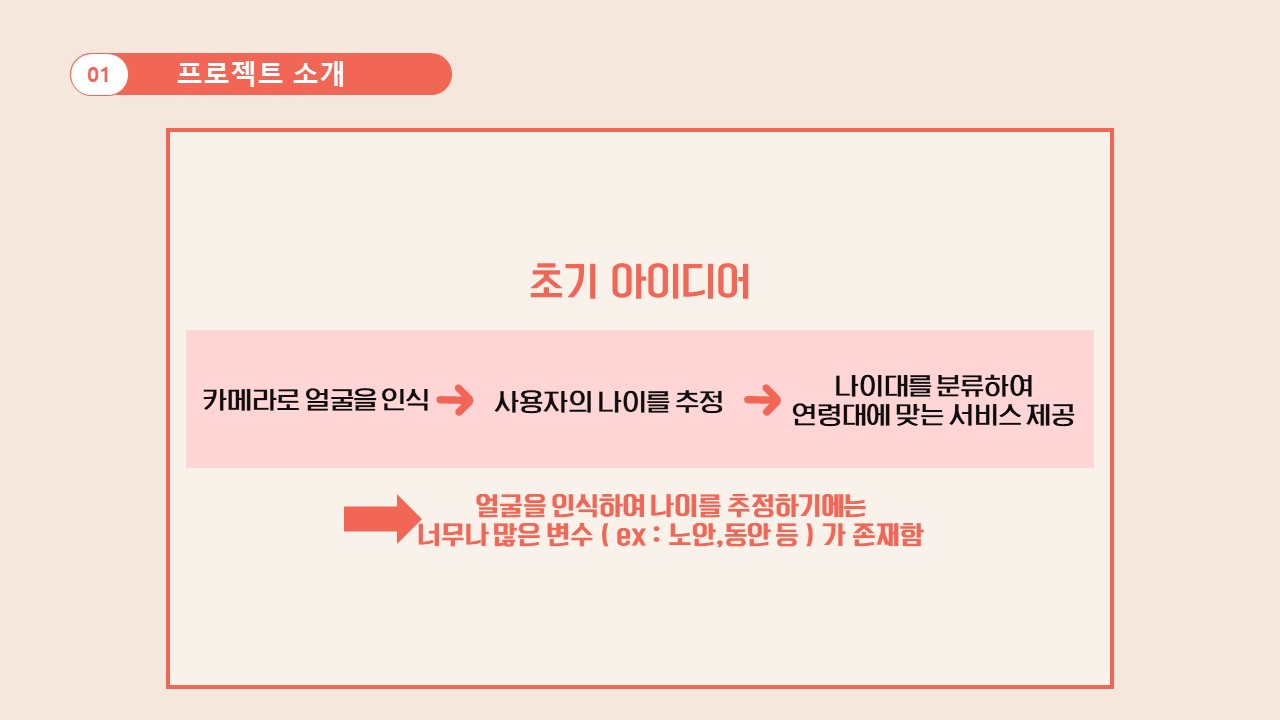 01 프로젝트 소개
초기 아이디어
카메라로 얼굴을 인식
사용자의 나이를 추정
나이대를 분류하여
연령대에 맞는 서비스 제공
얼굴을 인식하여 나이를 추정하기에는
너무나 많은 변수 ( ex : 노안,동안 등 ) 가 존재함